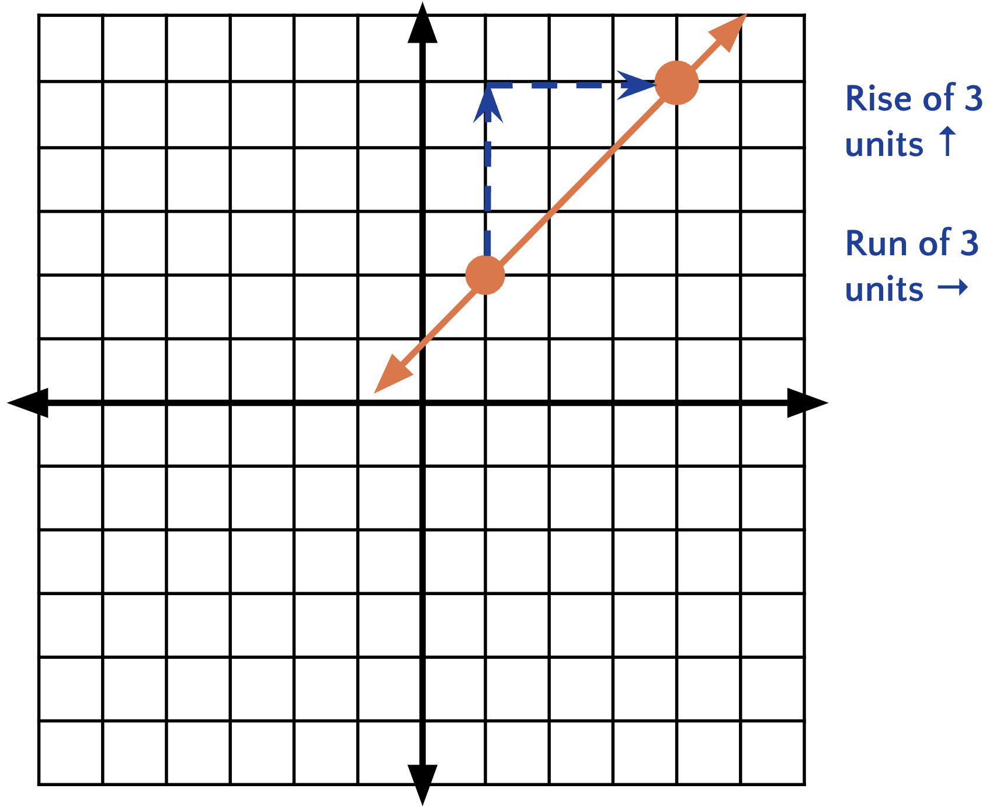 Rise of 3
units ↑
Run of 3
units →